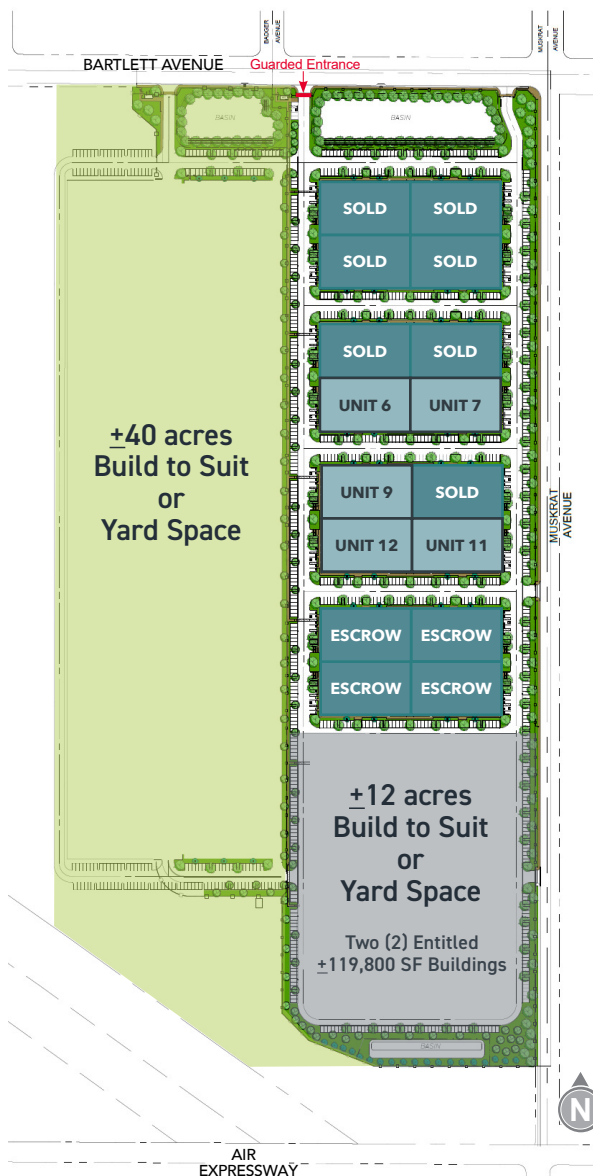 BADGER
AVENUE
MUSKRAT
AVENUE
BARTLETT AVENUE
Guarded Entrance
BASIN
BASIN
SOLD
SOLD
SOLD
SOLD
SOLD
SOLD
UNIT 6
UNIT 7
±40 acres
Build to Suit
or
Yard Space
UNIT 9
SOLD
UNIT 12
UNIT 11
MUSKRAT
AVENUE
ESCROW
ESCROW
ESCROW
ESCROW
±12 acres
Build to Suit
or
Yard Space
Two (2) Entitled
±119,800 SF Buildings
BASIN
N
AIR
EXPRESSWAY